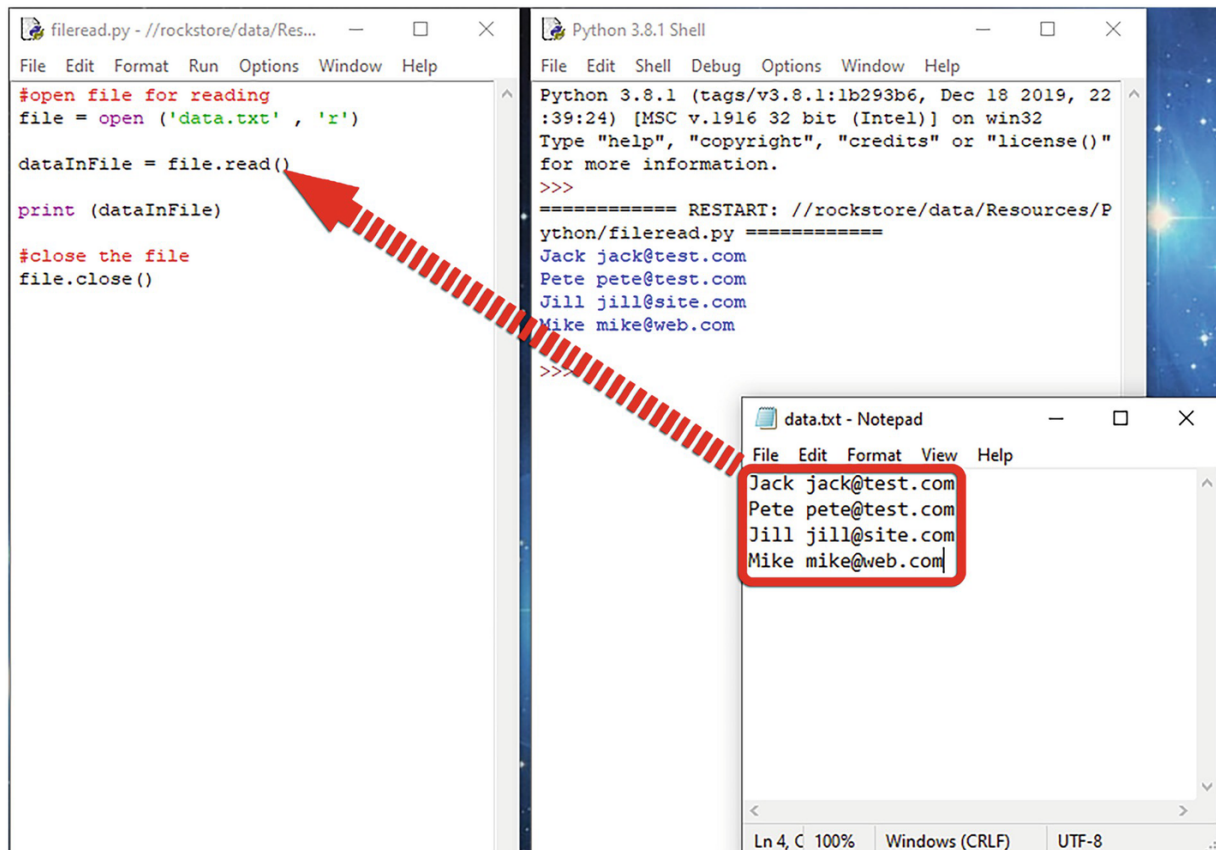 fileread.py - //rockstore/data/Res...
File Edit Format Run Options Window Help
#open file for reading
file = open ('data.txt' , 'r')
dataInFile = file.read()
print (dataInFile)
#close the file
file.close()
Python 3.8.1 Shell
File Edit Shell Debug Options Window Help
Python 3.8.1 (tags/v3.8.1:1b293b6, Dec 18 2019, 22
:39:24) [MSC v.1916 32 bit (Intel)] on win32
Type "help", "copyright", "credits" or "license()"
for more information.
>>>
============ RESTART: //rockstore/data/Resources/P
ython/fileread.py ============
Jack jack@test.com
Pete pete@test.com
Jill jill@site.com
Mike mike@web.com
>>>
data.txt - Notepad
File Edit Format View Help
Jack jack@test.com
Pete pete@test.com
Jill jill@site.com
Mike mike@web.com
Ln 4, C 100% Windows (CRLF) UTF-8